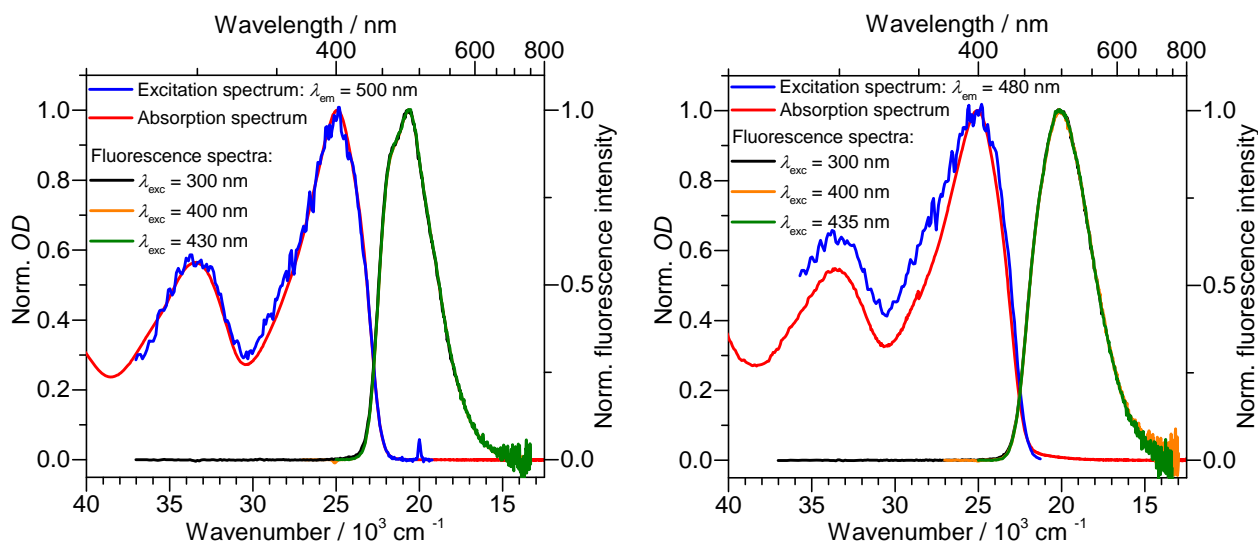 Wavelength / nm
400 600 800
Excitation spectrum: λem = 500 nm
Absorption spectrum
Fluorescence spectra:
λexc = 300 nm
λexc = 400 nm
λexc = 430 nm
Norm. OD
1.0
0.8
0.6
0.4
0.2
0.0
1.0
0.5
0.0
Norm. fluorescence intensity
40 35 30 25 20 15
Wavenumber / 10³ cm⁻¹
Wavelength / nm
400 600 800
Excitation spectrum: λem = 480 nm
Absorption spectrum
Fluorescence spectra:
λexc = 300 nm
λexc = 400 nm
λexc = 435 nm
Norm. OD
1.0
0.8
0.6
0.4
0.2
0.0
1.0
0.5
0.0
Norm. fluorescence intensity
40 35 30 25 20 15
Wavenumber / 10³ cm⁻¹